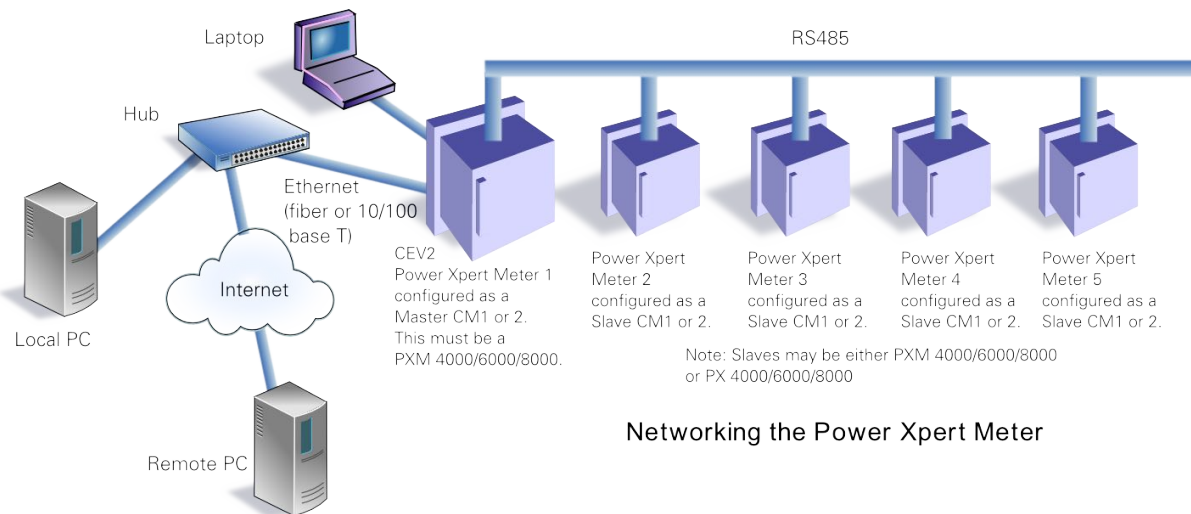 Laptop
RS485
Hub
Ethernet
(fiber or 10/100
base T)
CEV2
Power Xpert Meter 1
configured as a
Master CM1 or 2.
This must be a
PXM 4000/6000/8000.
Power Xpert
Meter 2
configured as a
Slave CM1 or 2.
Power Xpert
Meter 3
configured as a
Slave CM1 or 2.
Power Xpert
Meter 4
configured as a
Slave CM1 or 2.
Power Xpert
Meter 5
configured as a
Slave CM1 or 2.
Internet
Local PC
Note: Slaves may be either PXM 4000/6000/8000
or PX 4000/6000/8000
Networking the Power Xpert Meter
Remote PC